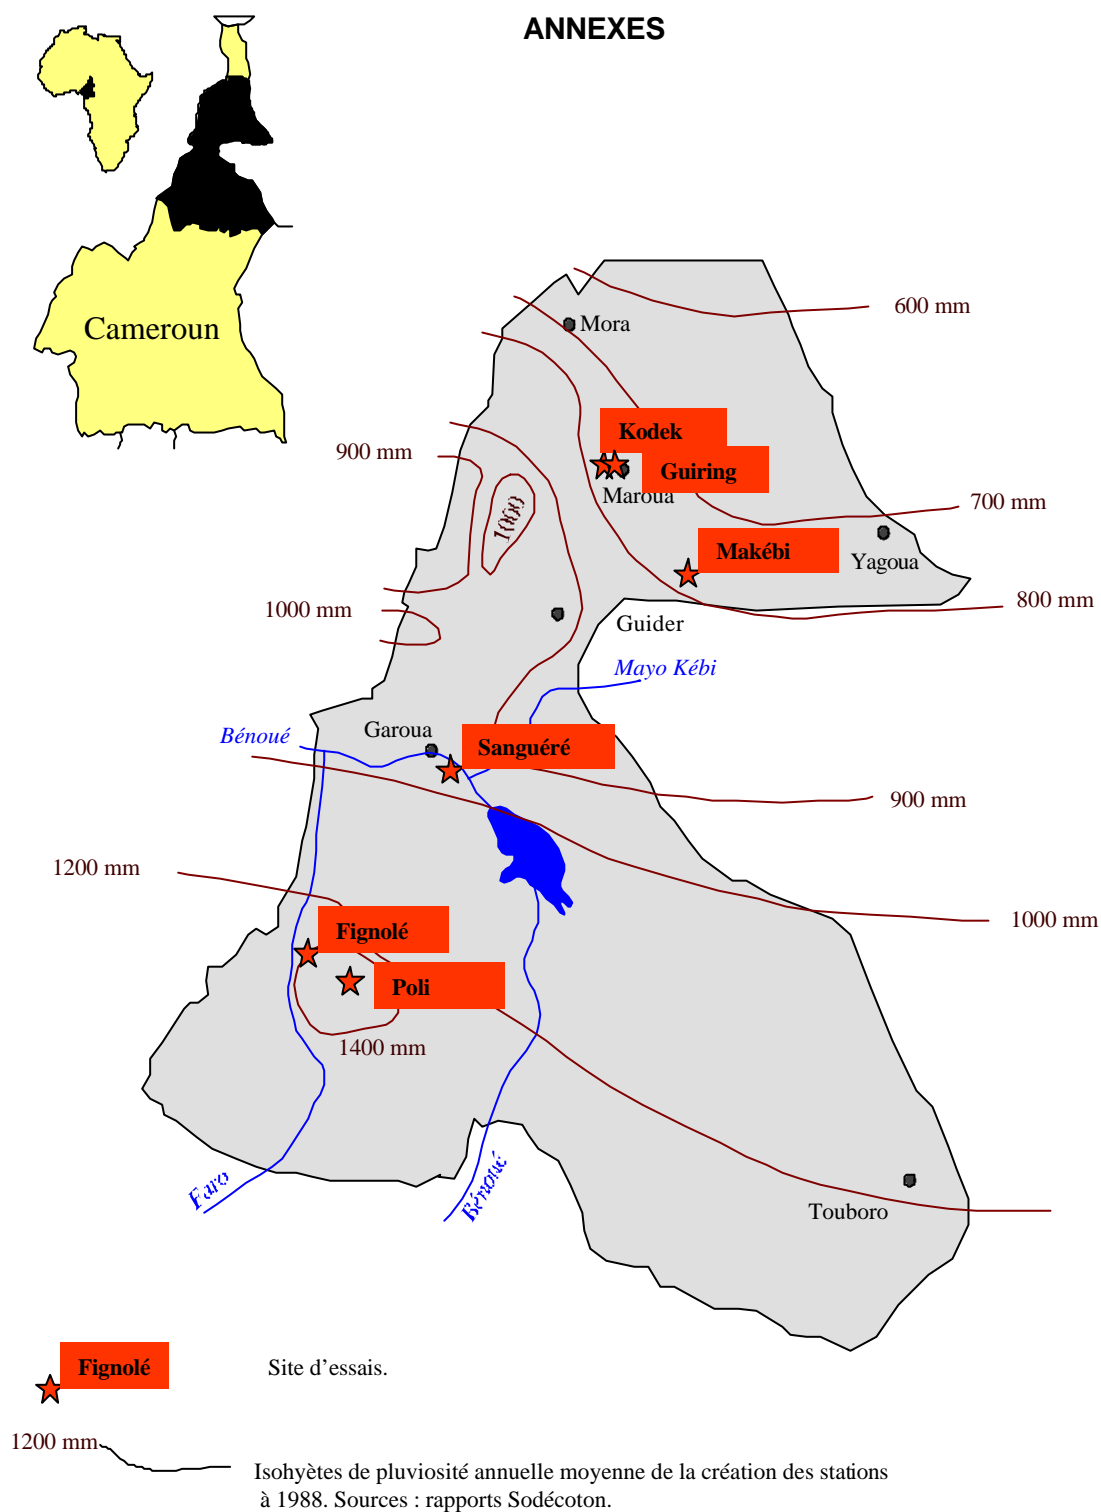 ANNEXES
Cameroun
600 mm
Mora
Kodek
900 mm
Guiring
1000
Maroua
700 mm
Makébi
Yagoua
1000 mm
800 mm
Guider
Mayo Kébi
Garoua
Bénoué
Sanguéré
900 mm
1200 mm
1000 mm
Fignolé
Poli
1400 mm
Faro
Bénoué
Touboro
Fignolé
Site d'essais.
1200 mm
Isohyètes de pluviosité annuelle moyenne de la création des stations
à 1988. Sources : rapports Sodécoton.